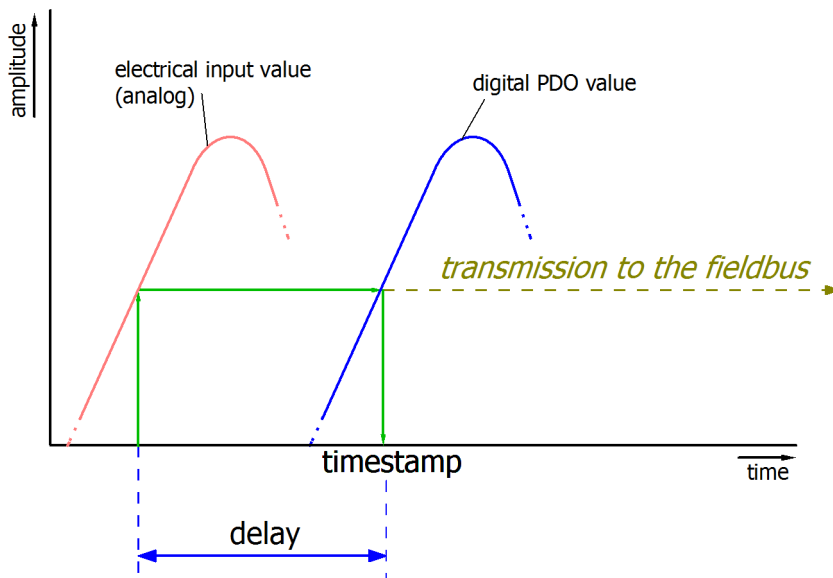 amplitude
electrical input value
(analog)
digital PDO value
transmission to the fieldbus
timestamp
time
delay